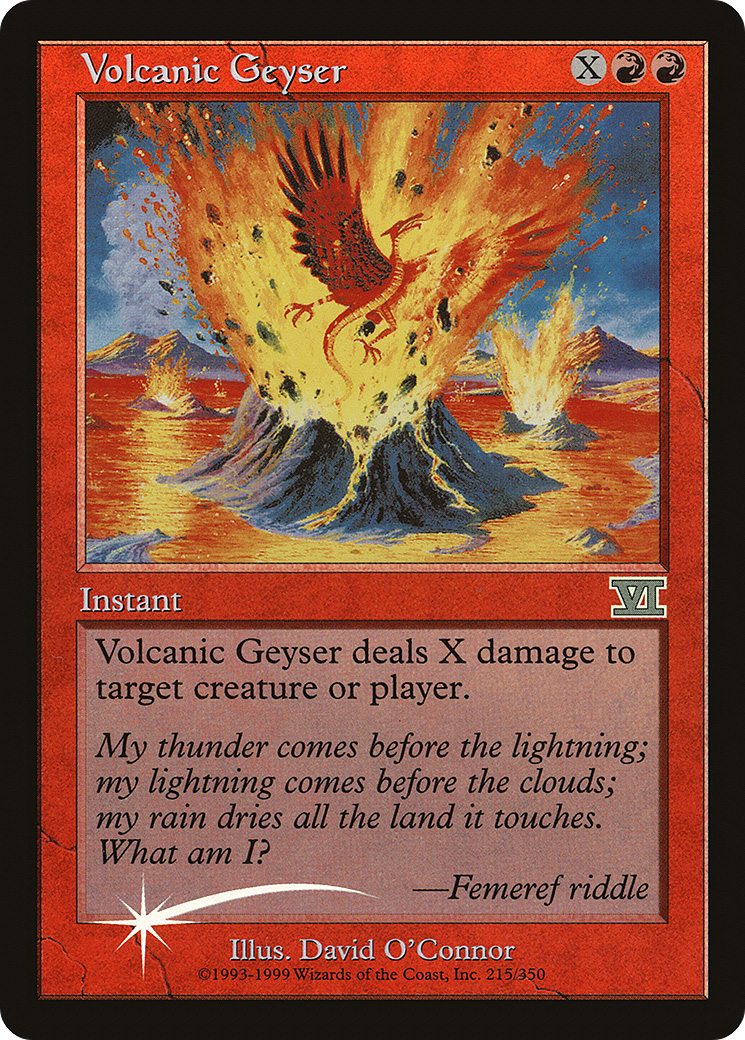 Volcanic Geyser X
Instant VI
Volcanic Geyser deals X damage to
target creature or player.
My thunder comes before the lightning;
my lightning comes before the clouds;
my rain dries all the land it touches.
What am I?
—Femeref riddle
Illus. David O'Connor
©1993-1999 Wizards of the Coast, Inc. 215/350